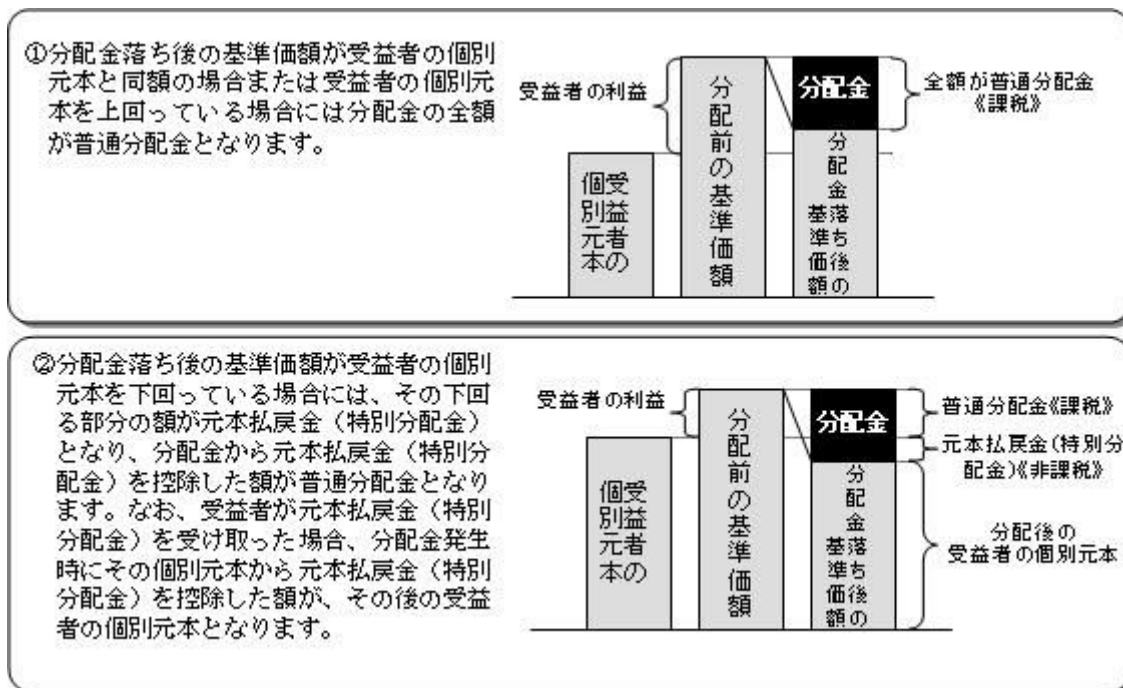 ①分配金落ち後の基準価額が受益者の個別
元本と同額の場合または受益者の個別元
本を上回っている場合には分配金の全額
が普通分配金となります。
受益者の利益
受益者の
個別元本
分配前の基準価額
分配金
分配金落ち後の
基準価額
全額が普通分配金
《課税》
②分配金落ち後の基準価額が受益者の個別
元本を下回っている場合には、その下回
る部分の額が元本払戻金（特別分配金）
となり、分配金から元本払戻金（特別分
配金）を控除した額が普通分配金となり
ます。なお、受益者が元本払戻金（特別
分配金）を受け取った場合、分配金発生
時にその個別元本から元本払戻金（特別
分配金）を控除した額が、その後の受益
者の個別元本となります。
受益者の利益
受益者の
個別元本
分配前の基準価額
分配金
分配金落ち後の
基準価額
普通分配金《課税》
元本払戻金(特別分
配金)《非課税》
分配後の
受益者の個別元本